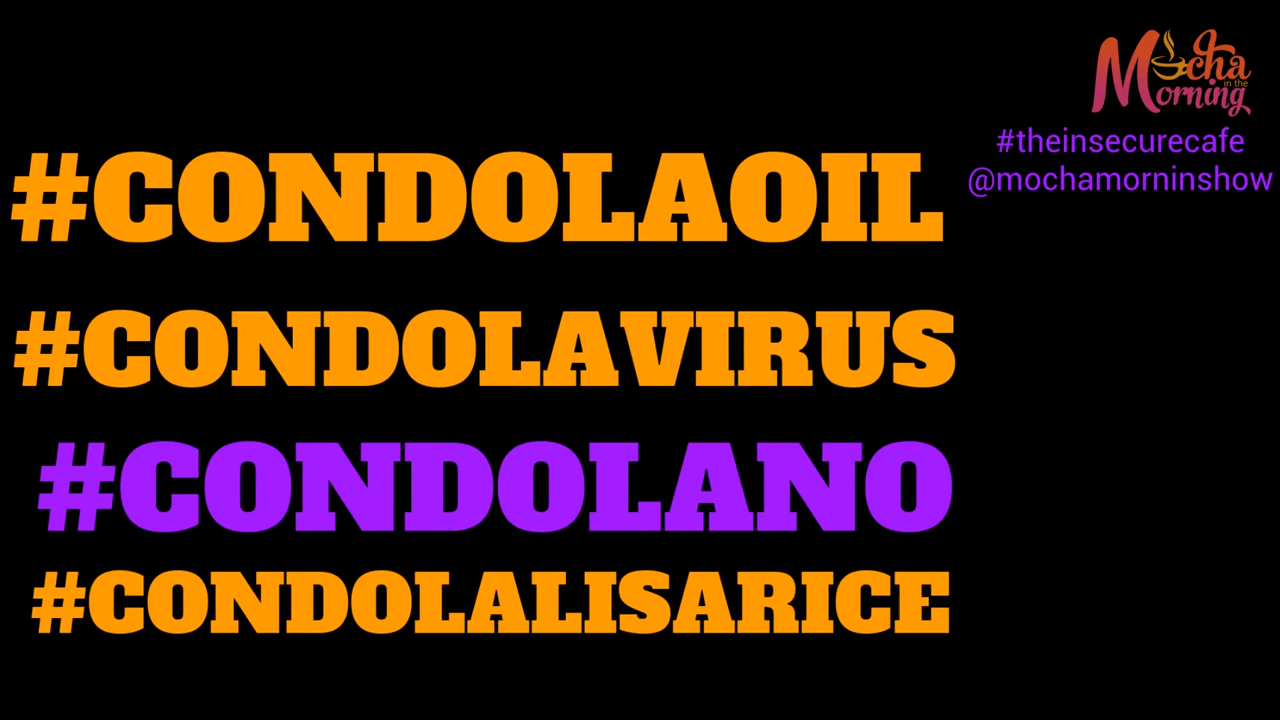 Mocha
in the
Morning
#theinsecurecafe
@mochamorninshow
#CONDOLAOIL
#CONDOLAVIRUS
#CONDOLANO
#CONDOLALISARICE